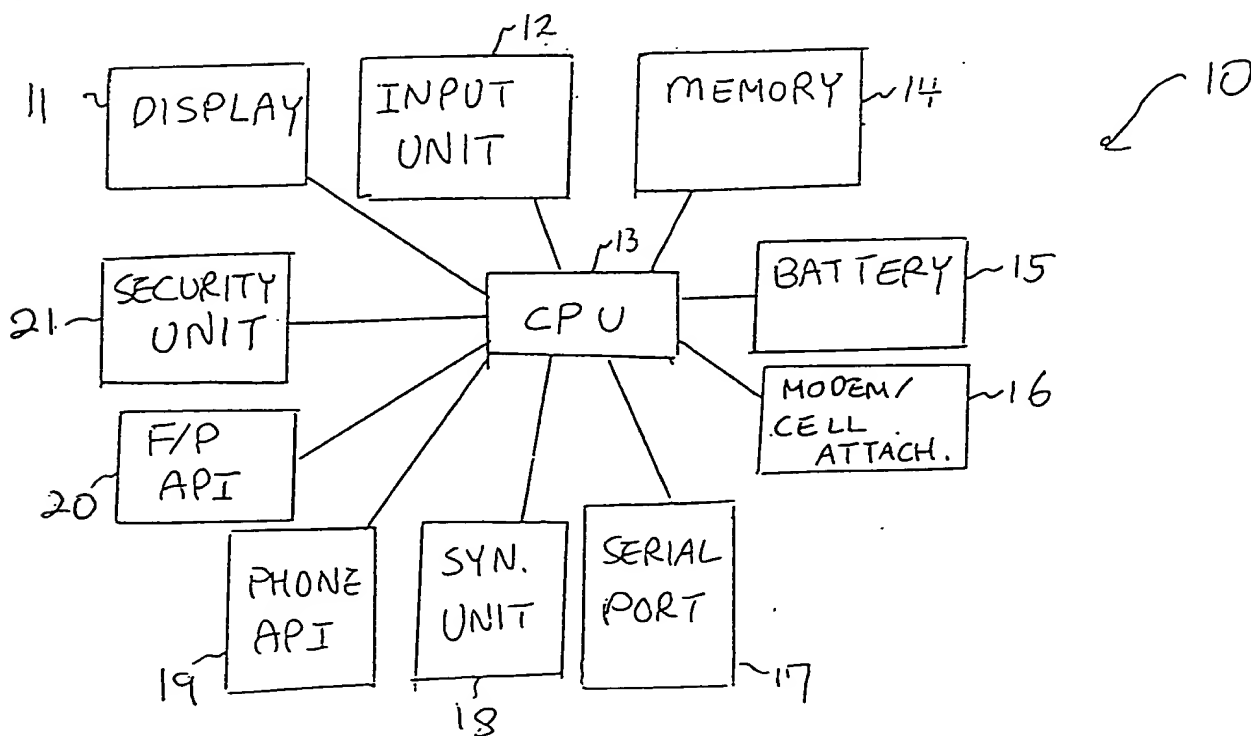 12
11
DISPLAY
INPUT
UNIT
MEMORY
14
10
13
SECURITY
UNIT
21
CPU
BATTERY
15
MODEM/
CELL
ATTACH.
16
F/P
API
20
PHONE
API
19
SYN.
UNIT
18
SERIAL
PORT
17